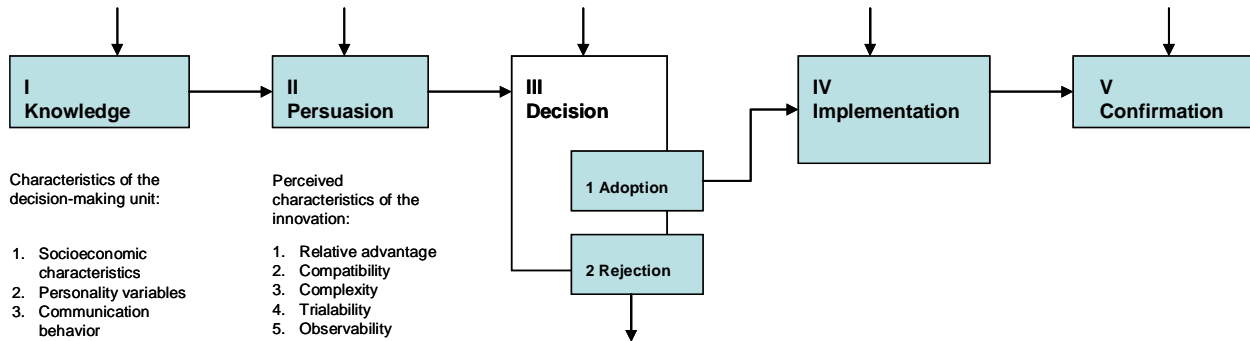 I
Knowledge
II
Persuasion
III
Decision
IV
Implementation
V
Confirmation
1 Adoption
2 Rejection
Characteristics of the
decision-making unit:
1. Socioeconomic
characteristics
2. Personality variables
3. Communication
behavior
Perceived
characteristics of the
innovation:
1. Relative advantage
2. Compatibility
3. Complexity
4. Trialability
5. Observability